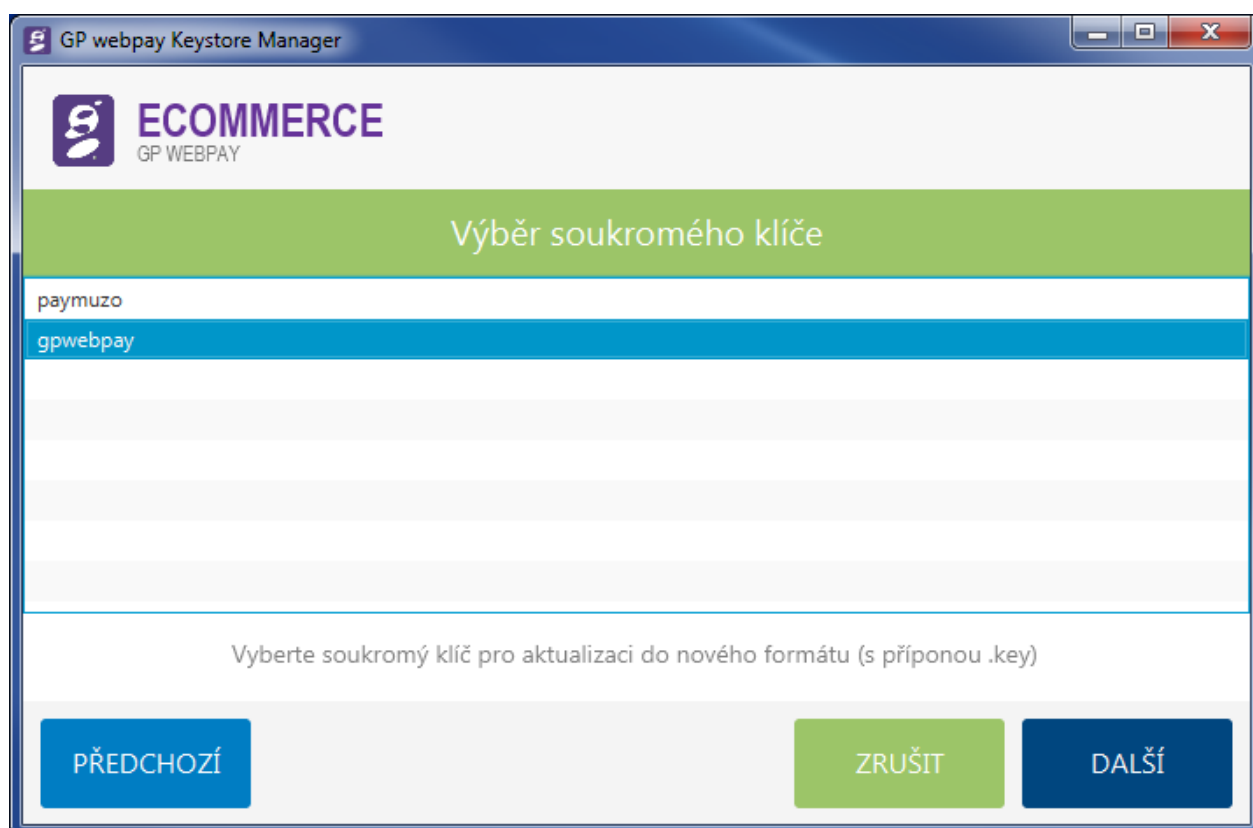 GP webpay Keystore Manager
ECOMMERCE
GP WEBPAY
Výběr soukromého klíče
paymuzo
gpwebpay
Vyberte soukromý klíč pro aktualizaci do nového formátu (s příponou .key)
PŘEDCHOZÍ
ZRUŠIT
DALŠÍ